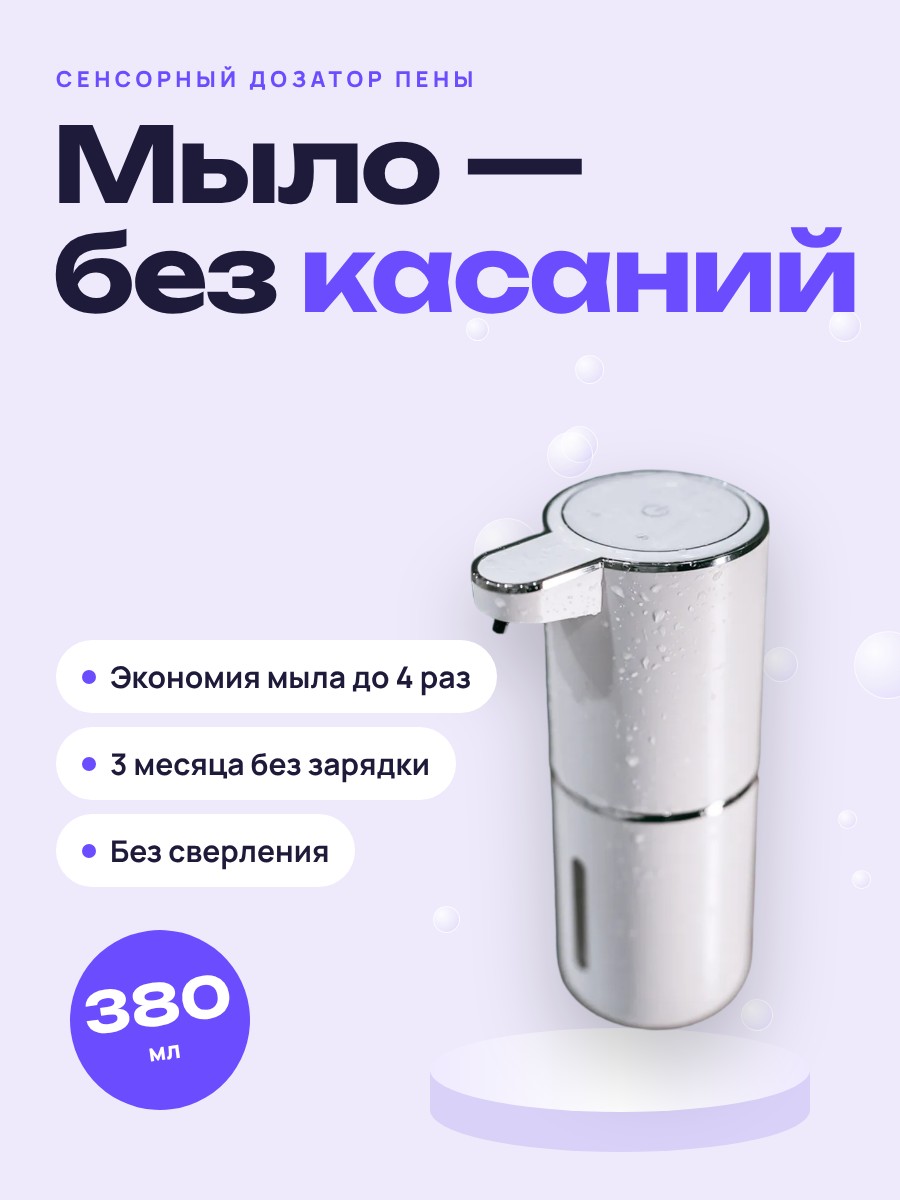 СЕНСОРНЫЙ ДОЗАТОР ПЕНЫ
Мыло —
без касаний
Экономия мыла до 4 раз
3 месяца без зарядки
Без сверления
380
мл